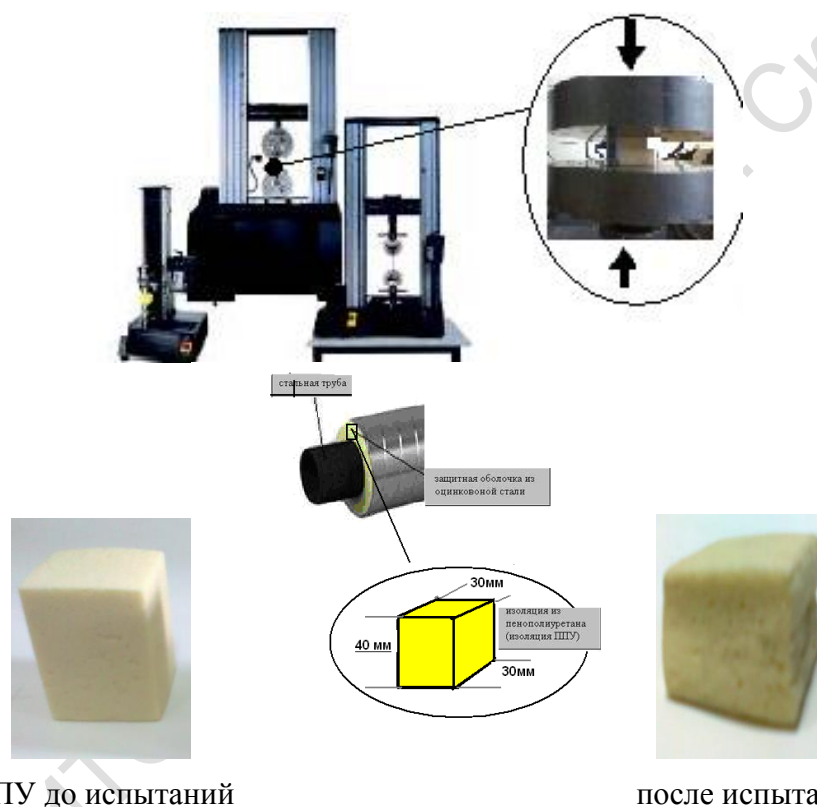 стальная труба
защитная оболочка из
оцинковоной стали
30мм
изоляция из
пенополиуретана
(изоляция ППУ)
40 мм
30мм
ПУ до испытаний
после испыта